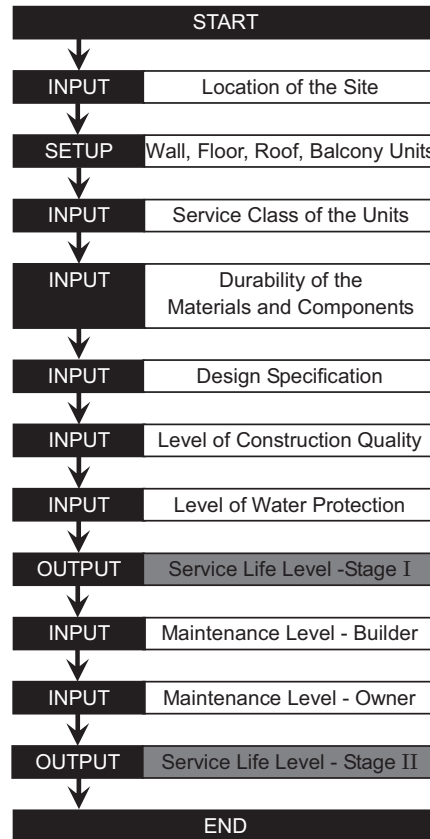 START
INPUT Location of the Site
SETUP Wall, Floor, Roof, Balcony Units
INPUT Service Class of the Units
INPUT Durability of the
Materials and Components
INPUT Design Specification
INPUT Level of Construction Quality
INPUT Level of Water Protection
OUTPUT Service Life Level -Stage I
INPUT Maintenance Level - Builder
INPUT Maintenance Level - Owner
OUTPUT Service Life Level - Stage II
END